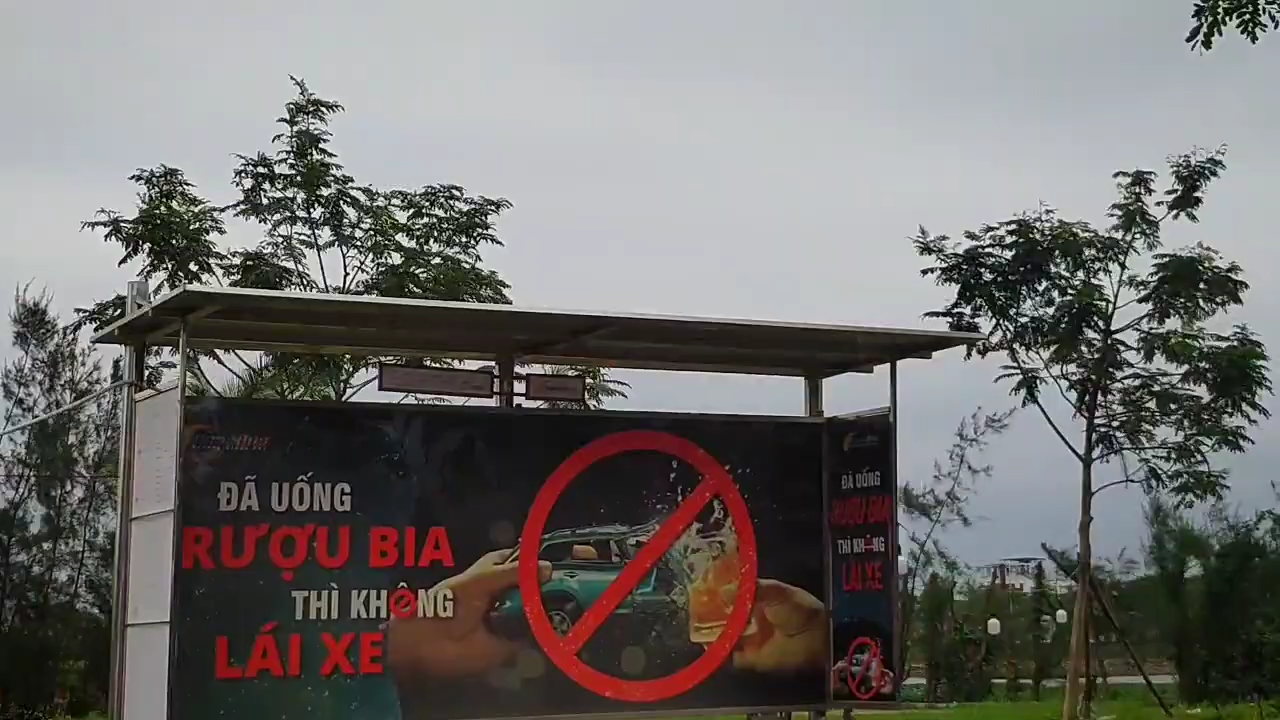 ĐÃ UỐNG
RƯỢU BIA
THÌ KHÔNG
LÁI XE
ĐÃ UỐNG
RƯỢU BIA
THÌ KHÔNG
LÁI XE